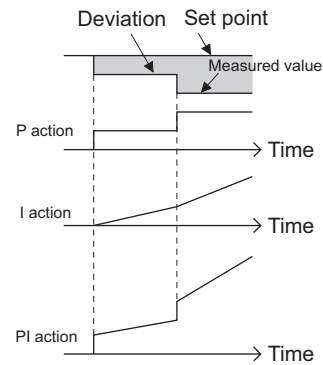 Deviation Set point
Measured value
P action
Time
I action
Time
PI action
Time